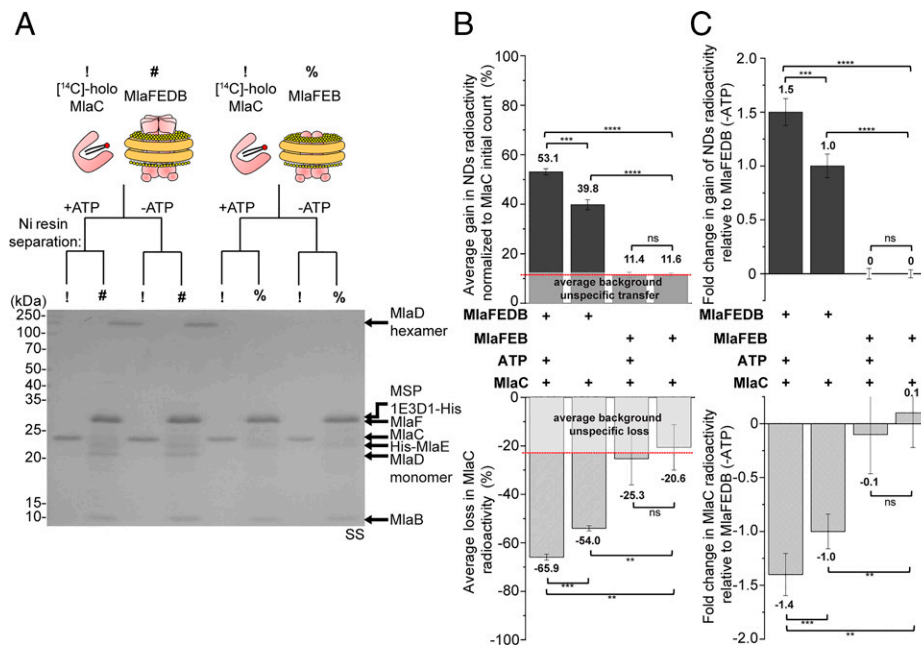 A
! # ! %
[¹⁴C]-holo MlaC
MlaFEDB
[¹⁴C]-holo MlaC
MlaFEB
+ATP -ATP +ATP -ATP
Ni resin separation:
! # ! # ! % ! %
(kDa)
250
100
70
50
40
35
25
20
15
10
MlaD hexamer
MSP 1E3D1-His
MlaF
MlaC
His-MlaE
MlaD monomer
MlaB
SS
B
Average gain in NDs radioactivity
normalized to MlaC initial count (%)
100
80
60
40
20
0
****
***
53.1
****
39.8
ns
11.4 11.6
average background
unspecific transfer
MlaFEDB + +
MlaFEB + +
ATP + +
MlaC + + + +
Average loss in MlaC
radioactivity (%)
0
-20
-40
-60
-80
-100
average background
unspecific loss
-25.3
-20.6
ns
-54.0
-65.9
**
***
**
C
Fold change in gain of NDs radioactivity
relative to MlaFEDB (-ATP)
2.0
1.5
1.0
0.5
0.0
****
***
1.5
****
1.0
ns
0 0
MlaFEDB + +
MlaFEB + +
ATP + +
MlaC + + + +
Fold change in MlaC radioactivity
relative to MlaFEDB (-ATP)
0.0
-0.5
-1.0
-1.5
-2.0
0.1
-0.1
ns
-1.0
-1.4
**
***
**